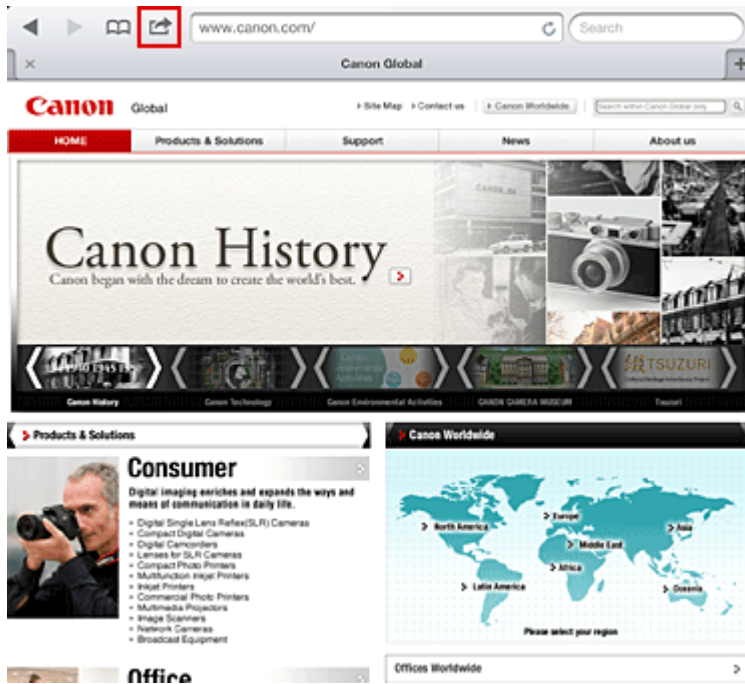 www.canon.com/
Search
Canon Global
Canon Global
Site Map Contact us Canon Worldwide Search within Canon Global only
HOME Products & Solutions Support News About us
Canon History
Canon began with the dream to create the world's best.
TSUZURI
Canon History Canon Technology Canon Environmental Activities CANON CAMERA MUSEUM Tsuzuri
Products & Solutions
Consumer
Digital imaging enriches and expands the ways and
means of communication in daily life.
Digital Single Lens Reflex(SLR) Cameras
Compact Digital Cameras
Digital Camcorders
Lenses for SLR Cameras
Compact Photo Printers
Multifunction Inkjet Printers
Inkjet Printers
Commercial Photo Printers
Multimedia Projectors
Image Scanners
Network Cameras
Broadcast Equipment
Office
Canon Worldwide
North America
Europe
Asia
Middle East
Africa
Latin America
Oceania
Please select your region
Offices Worldwide